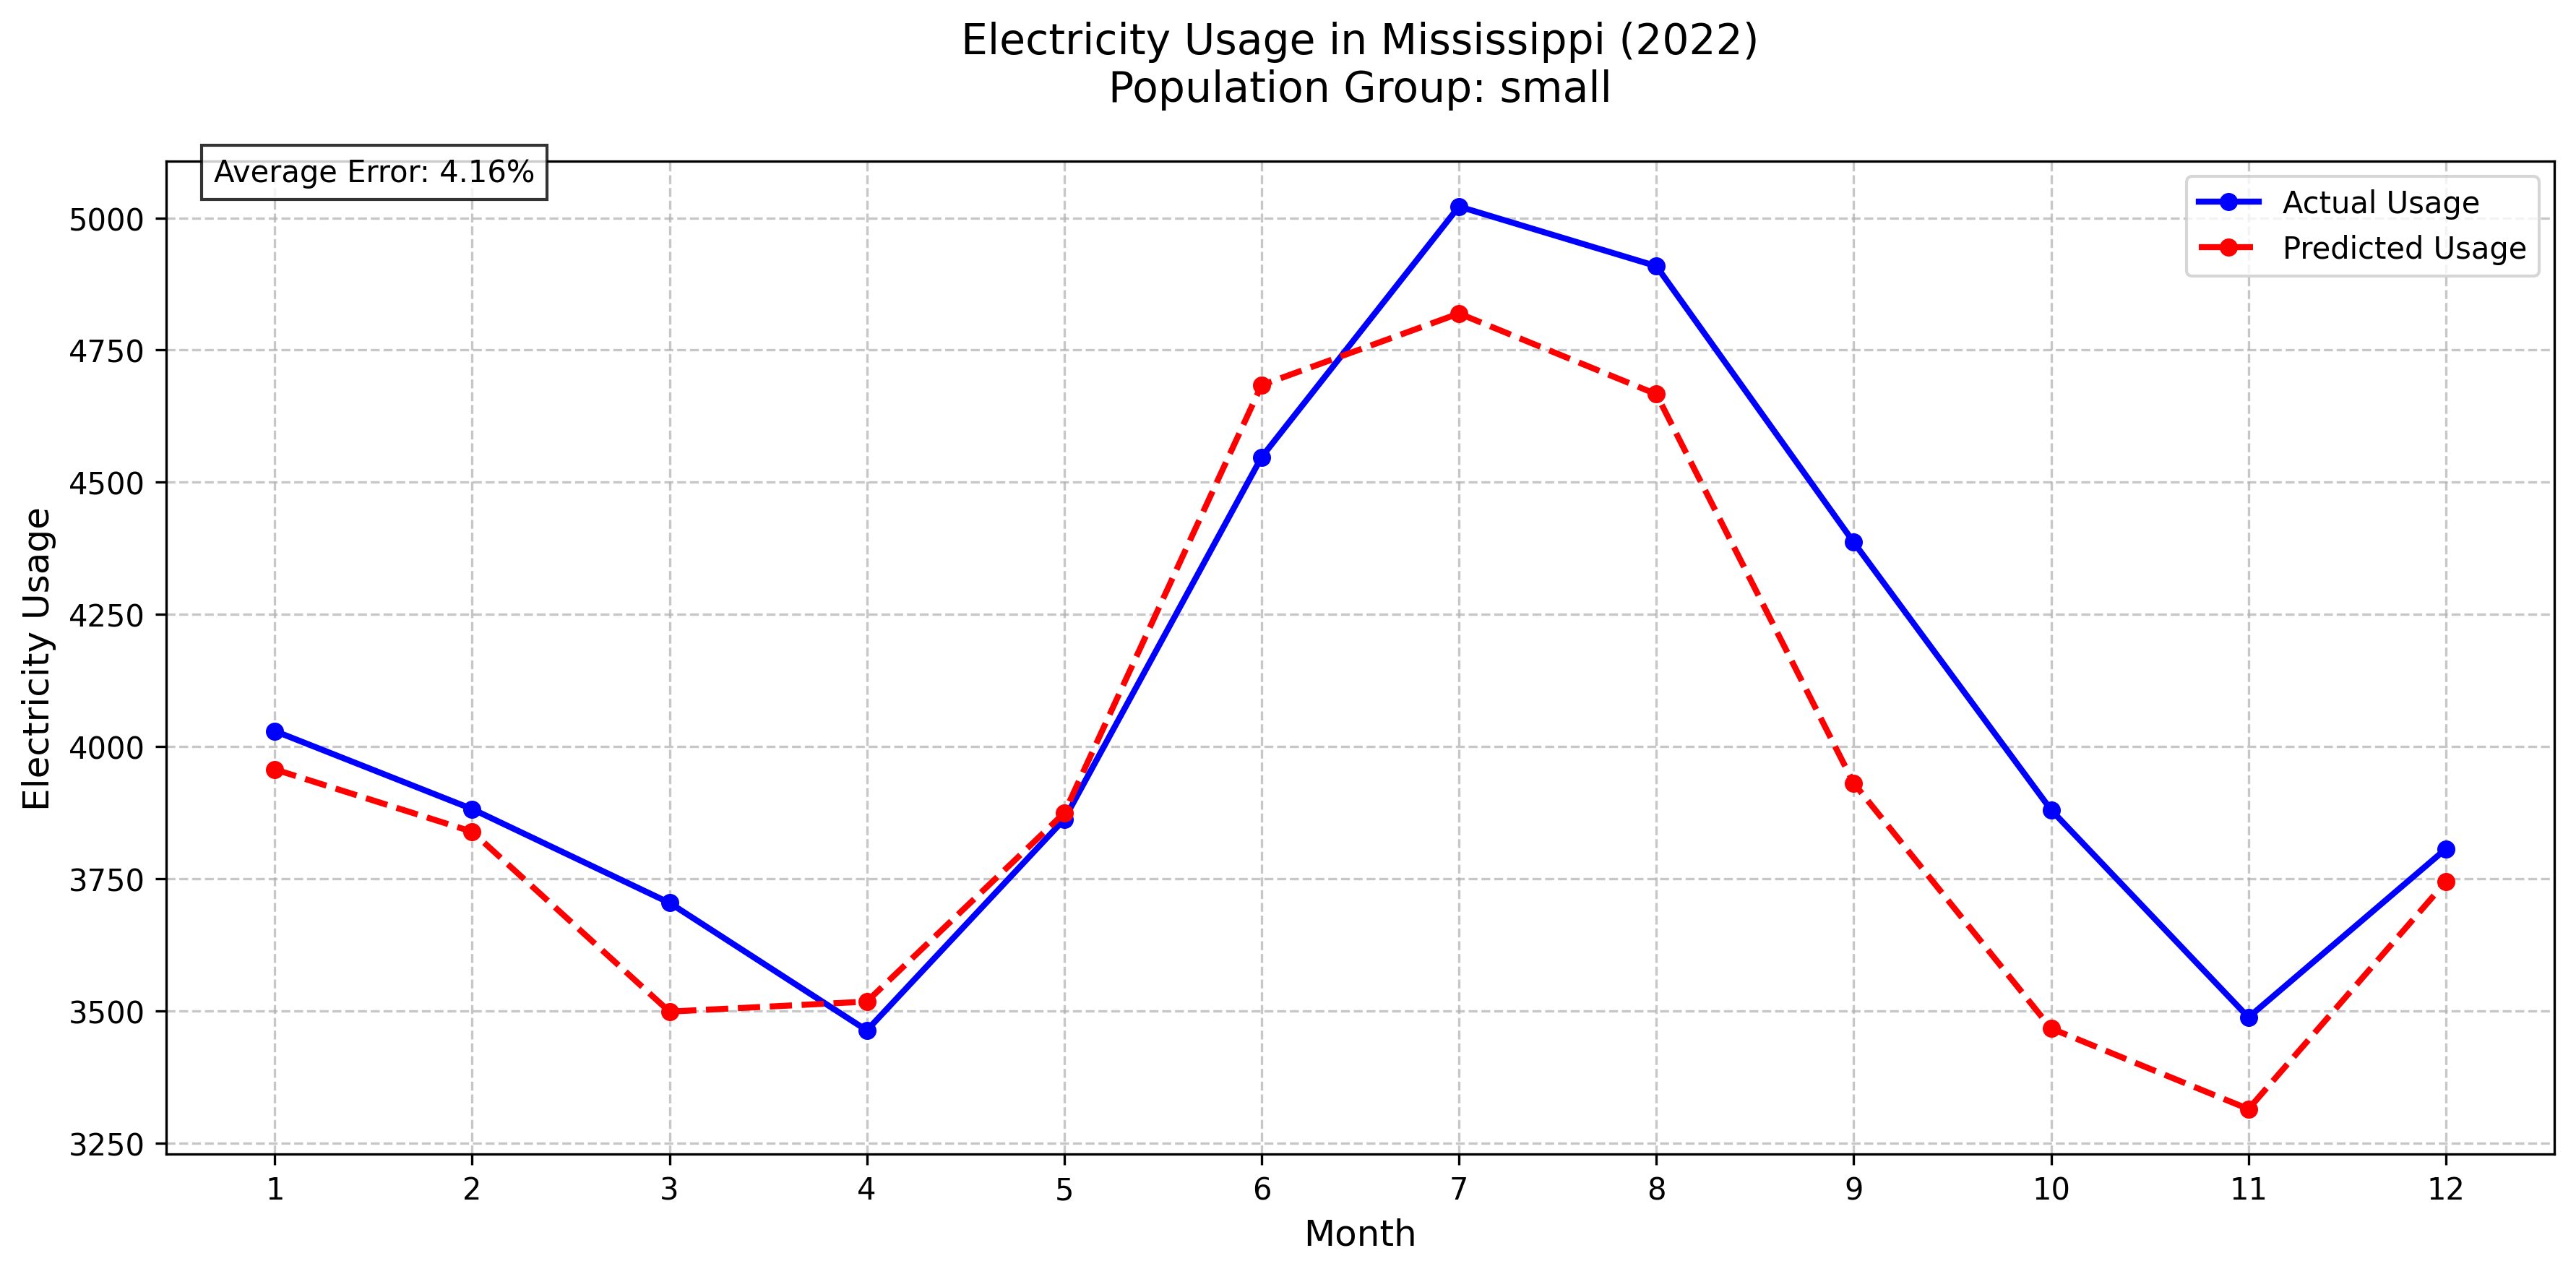 Electricity Usage in Mississippi (2022)
Population Group: small
Average Error: 4.16%
Actual Usage
Predicted Usage
5000
4750
4500
4250
4000
3750
3500
3250
Electricity Usage
1 2 3 4 5 6 7 8 9 10 11 12
Month